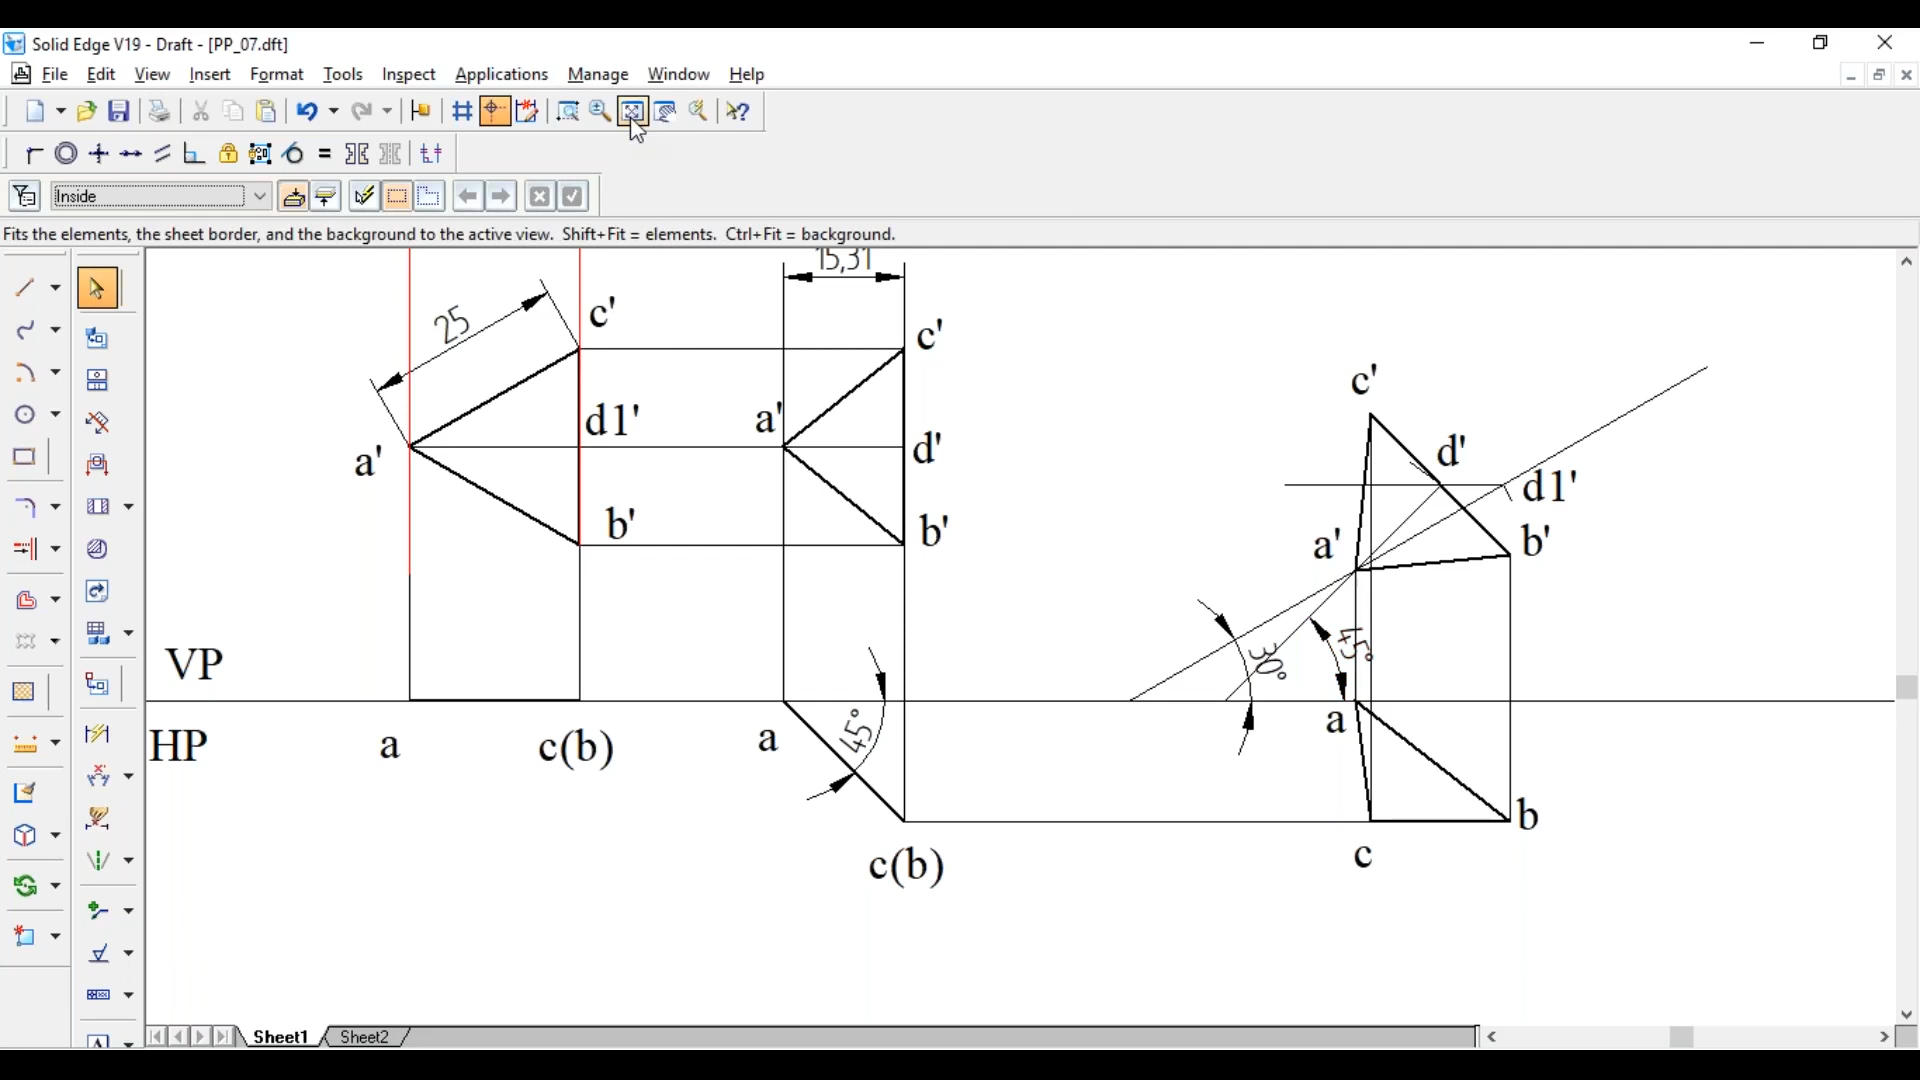 Solid Edge V19 - Draft - [PP_07.dft]
File Edit View Insert Format Tools Inspect Applications Manage Window Help
Inside
Fits the elements, the sheet border, and the background to the active view. Shift+Fit = elements. Ctrl+Fit = background.
15,31
25
c'
c'
c'
d1'
a'
a'
d'
d'
d1'
b'
b'
a'
b'
VP
30°
45°
HP
a
c(b)
a
45°
a
b
c(b)
c
Sheet1 Sheet2